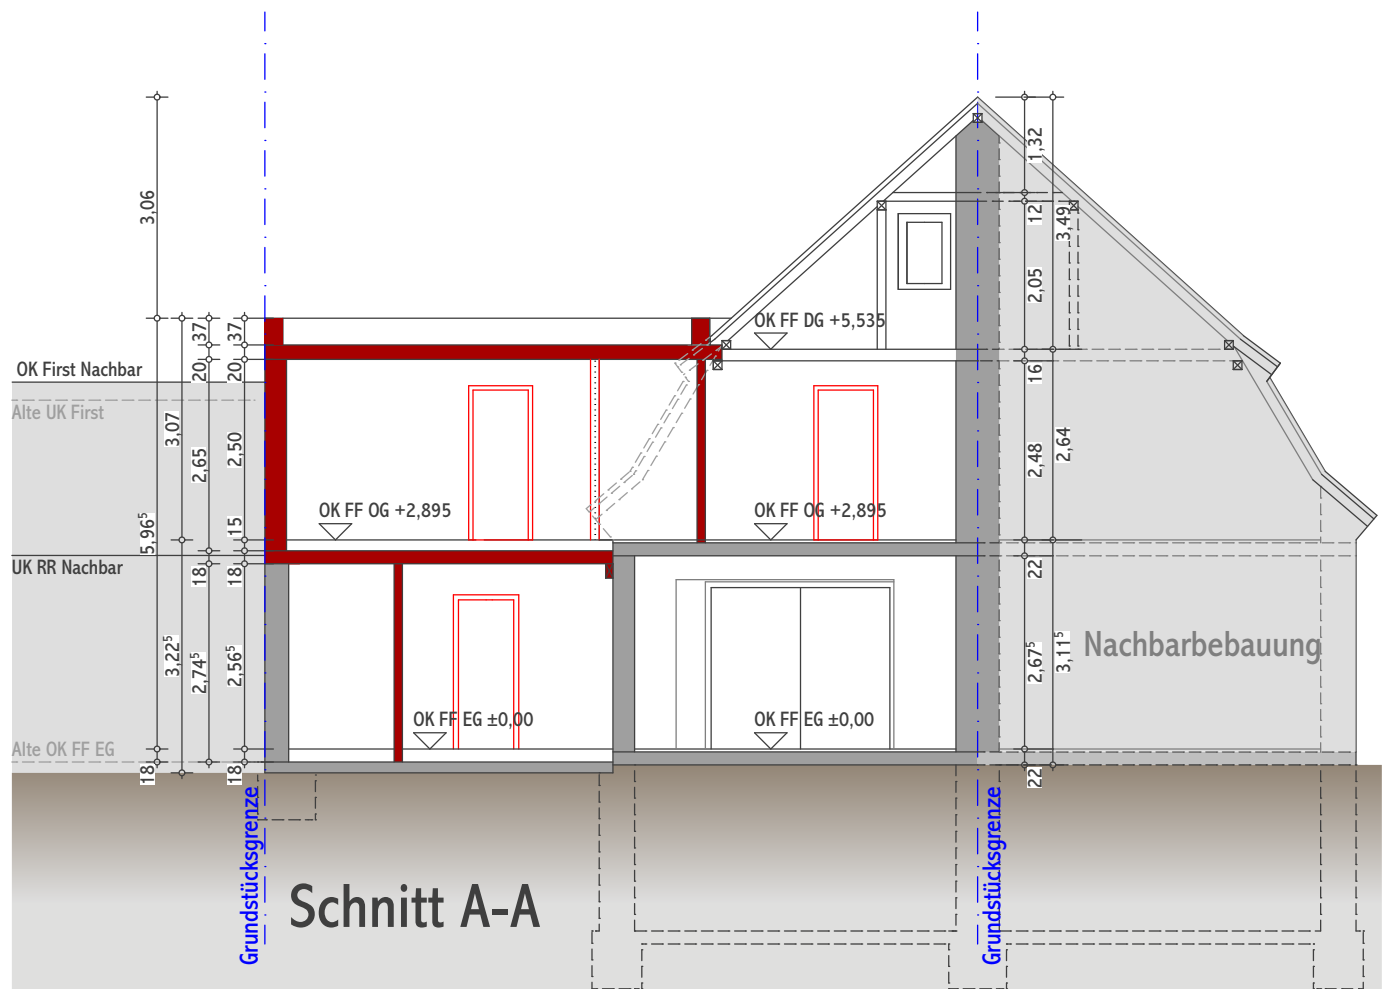 3,06
1,32
12
3,49
2,05
OK FF DG +5,535
37
37
OK First Nachbar
20
20
16
Alte UK First
3,07
2,65
2,50
2,48
2,64
OK FF OG +2,895
OK FF OG +2,895
5,96⁵
15
UK RR Nachbar
18
18
22
3,22⁵
2,74⁵
2,56⁵
2,67⁵
3,11⁵
Nachbarbebauung
OK FF EG ±0,00
OK FF EG ±0,00
Alte OK FF EG
18
18
22
Grundstücksgrenze
Grundstücksgrenze
Schnitt A-A